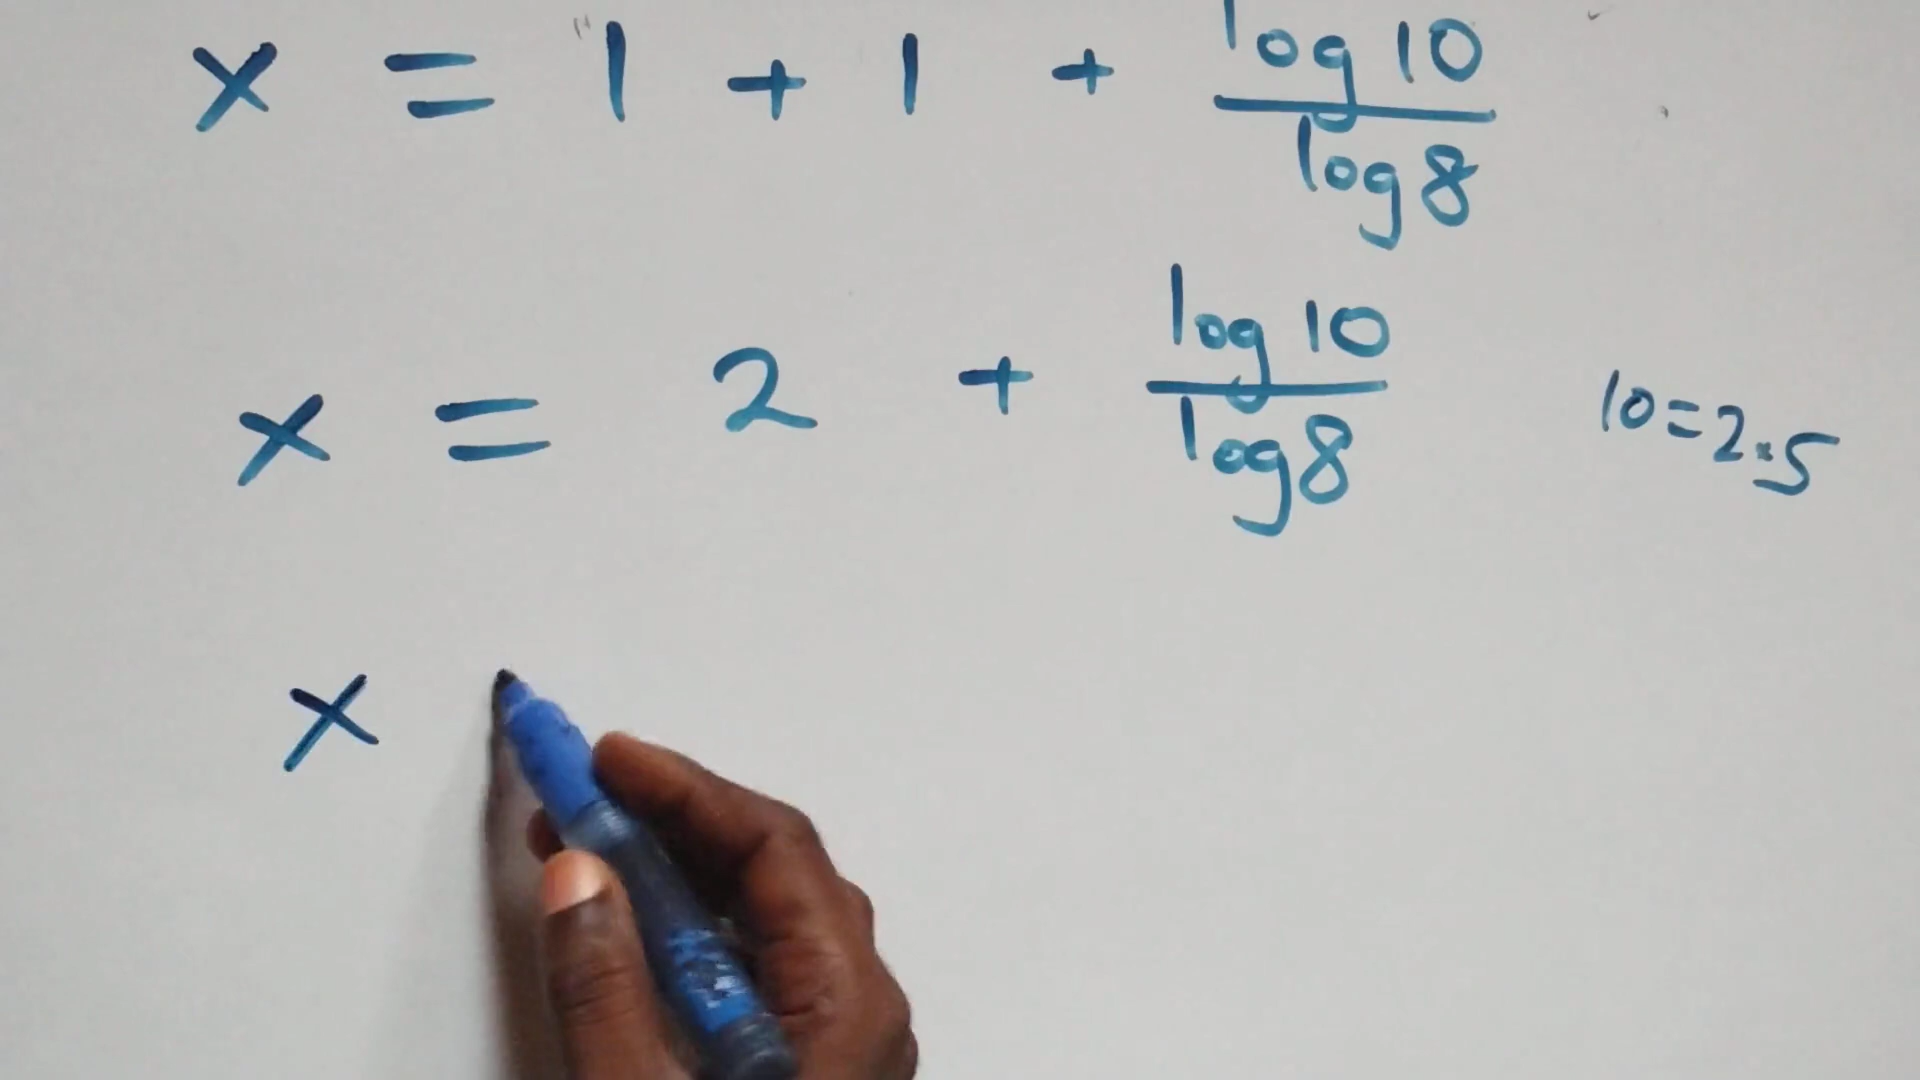 x = 1 + 1 + log 10 / log 8
x = 2 + log 10 / log 8
10 = 2 × 5
x